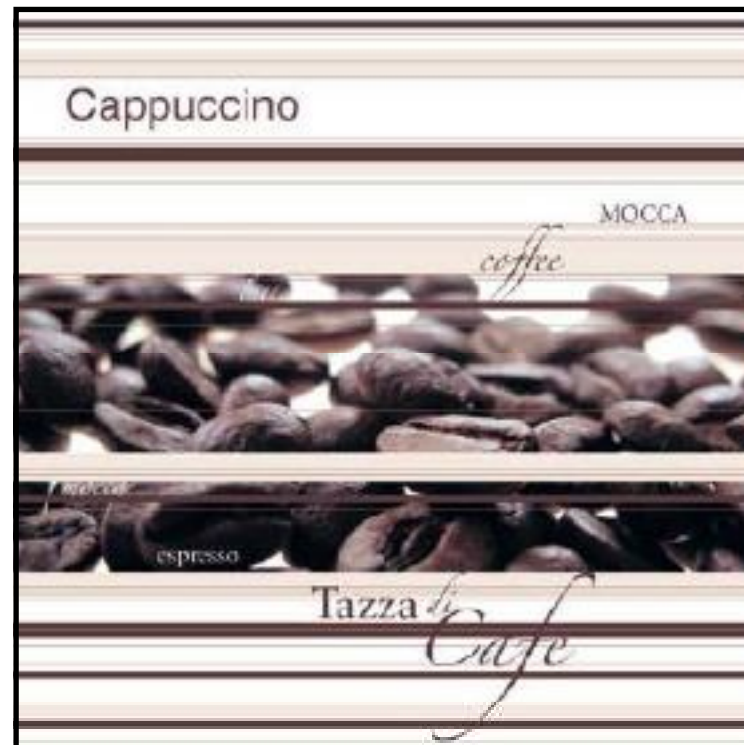 Cappuccino
MOCCA
coffee
mocca
espresso
Tazza di
Cafe